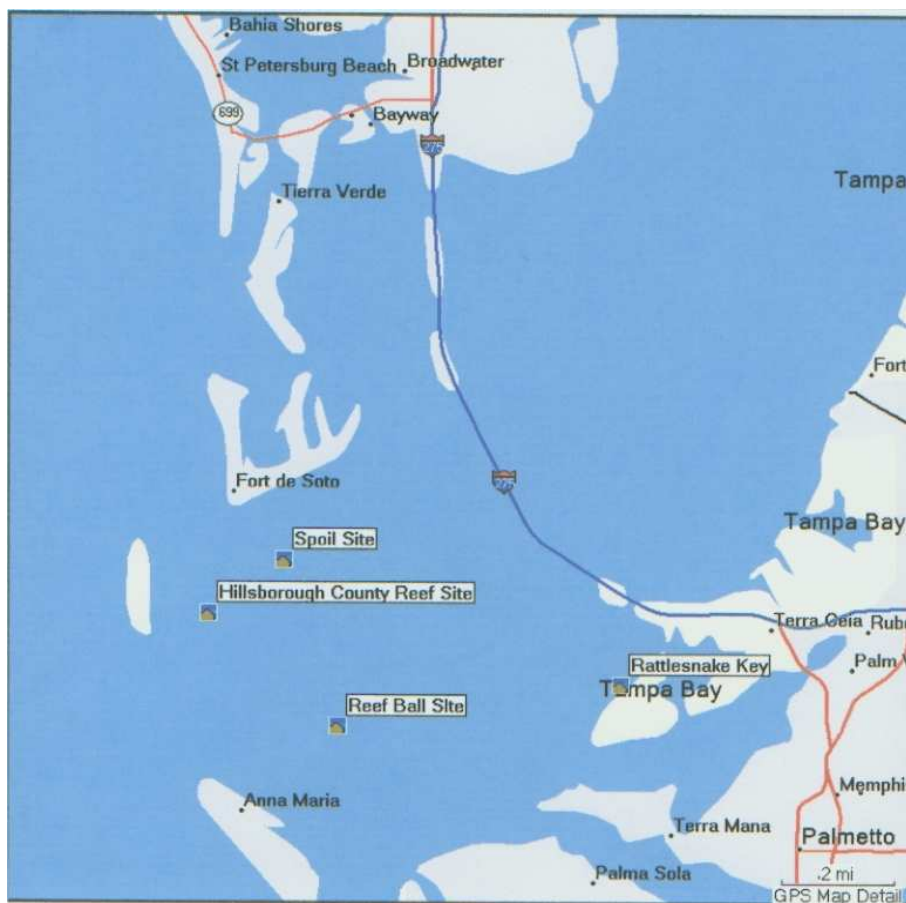 Bahia Shores
St Petersburg Beach
Broadwater
699
Bayway
275
Tierra Verde
Tampa
Fort
Fort de Soto
275
Tampa Bay
Spoil Site
Hillsborough County Reef Site
Terra Ceia
Rub
Rattlesnake Key
Palm V
Tampa Bay
Reef Ball SIte
Anna Maria
Memphi
Terra Mana
Palmetto
Palma Sola
.2 mi
GPS Map Detail